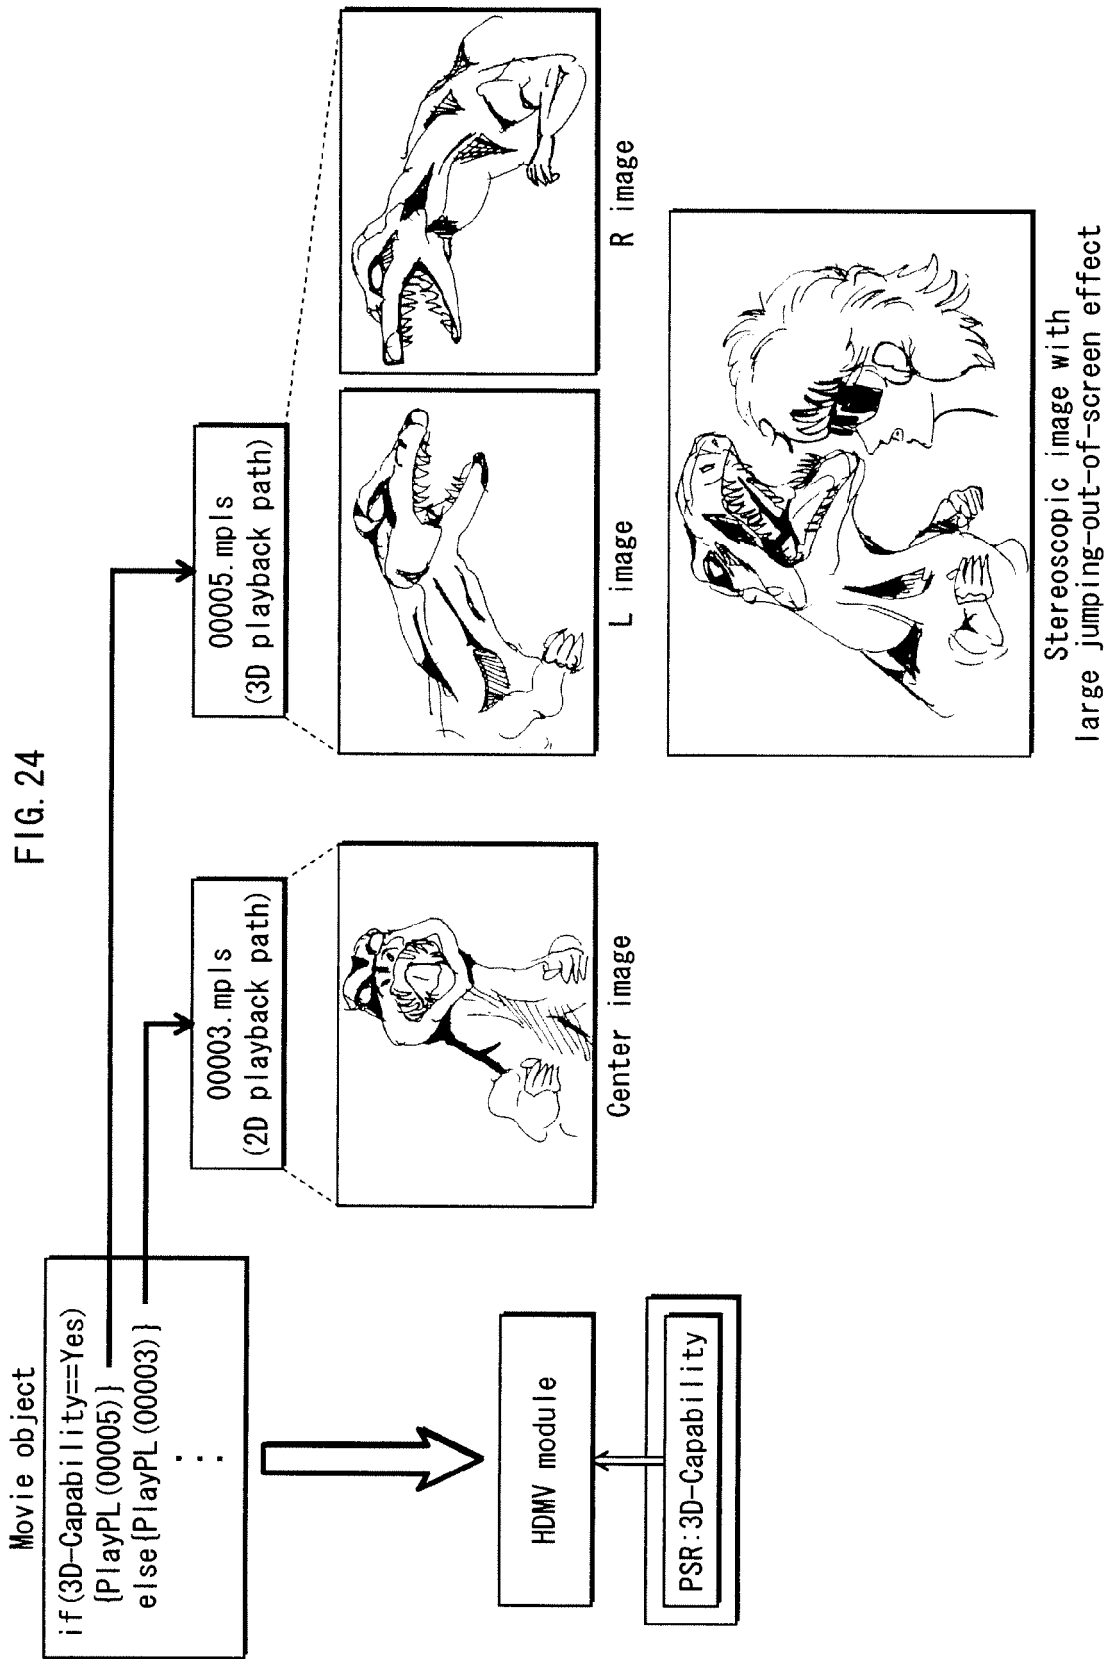 FIG. 24
Movie object
if(3D-Capability==Yes)
{PlayPL(00005)}
else{PlayPL(00003)}
...
00003.mpls
(2D playback path)
00005.mpls
(3D playback path)
Center image
L image
R image
HDMV module
PSR:3D-Capability
Stereoscopic image with
large jumping-out-of-screen effect